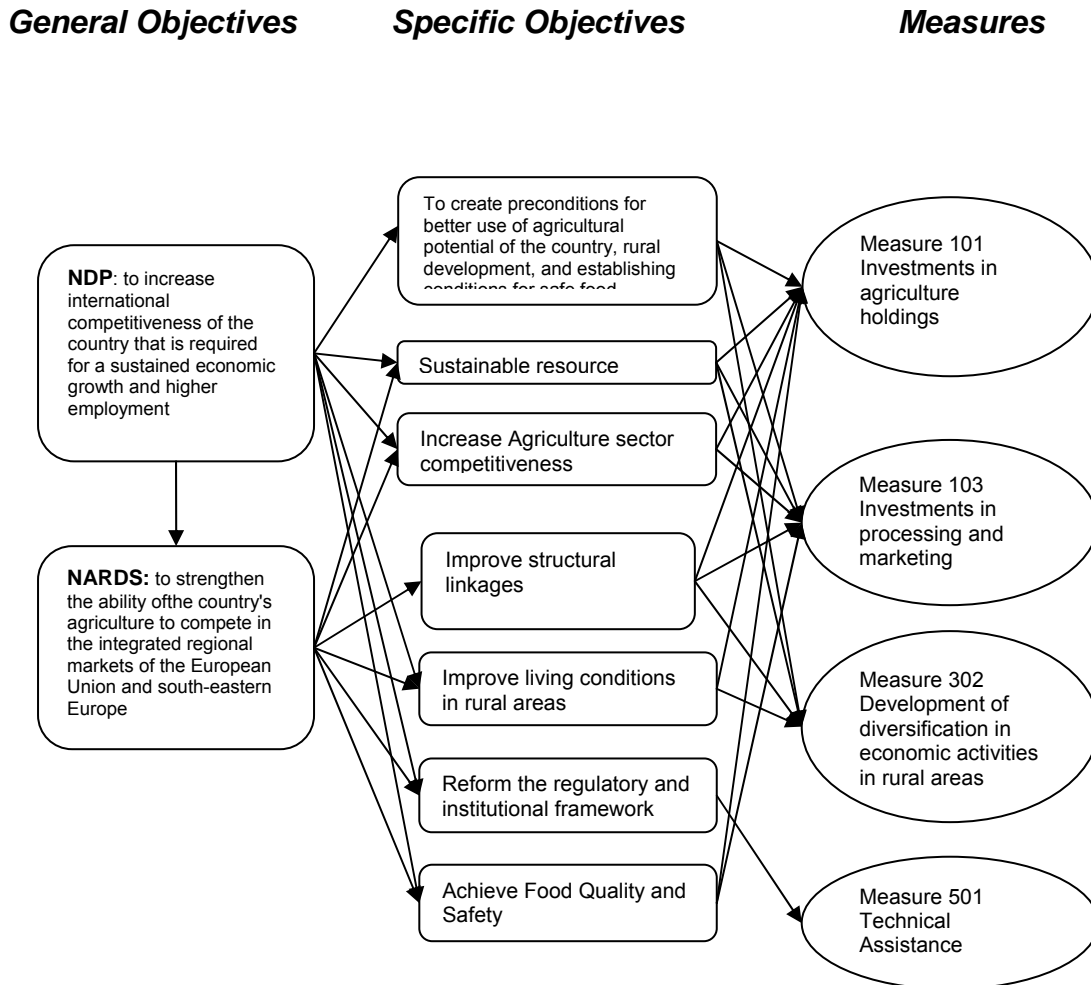 General Objectives
Specific Objectives
Measures
NDP: to increase
international
competitiveness of the
country that is required
for a sustained economic
growth and higher
employment
NARDS: to strengthen
the ability ofthe country's
agriculture to compete in
the integrated regional
markets of the European
Union and south-eastern
Europe
To create preconditions for
better use of agricultural
potential of the country, rural
development, and establishing
conditions for safe food
Sustainable resource
Increase Agriculture sector
competitiveness
Improve structural
linkages
Improve living conditions
in rural areas
Reform the regulatory and
institutional framework
Achieve Food Quality and
Safety
Measure 101
Investments in
agriculture
holdings
Measure 103
Investments in
processing and
marketing
Measure 302
Development of
diversification in
economic activities
in rural areas
Measure 501
Technical
Assistance